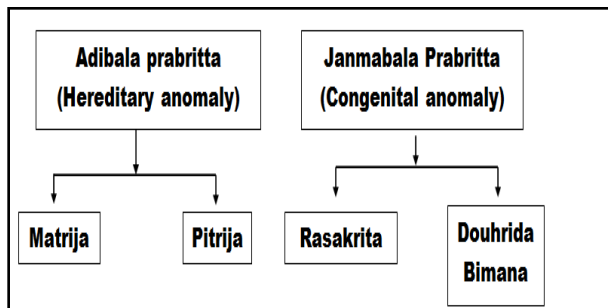 Adibala prabritta
(Hereditary anomaly)
Janmabala Prabritta
(Congenital anomaly)
Matrija
Pitrija
Rasakrita
Douhrida
Bimana